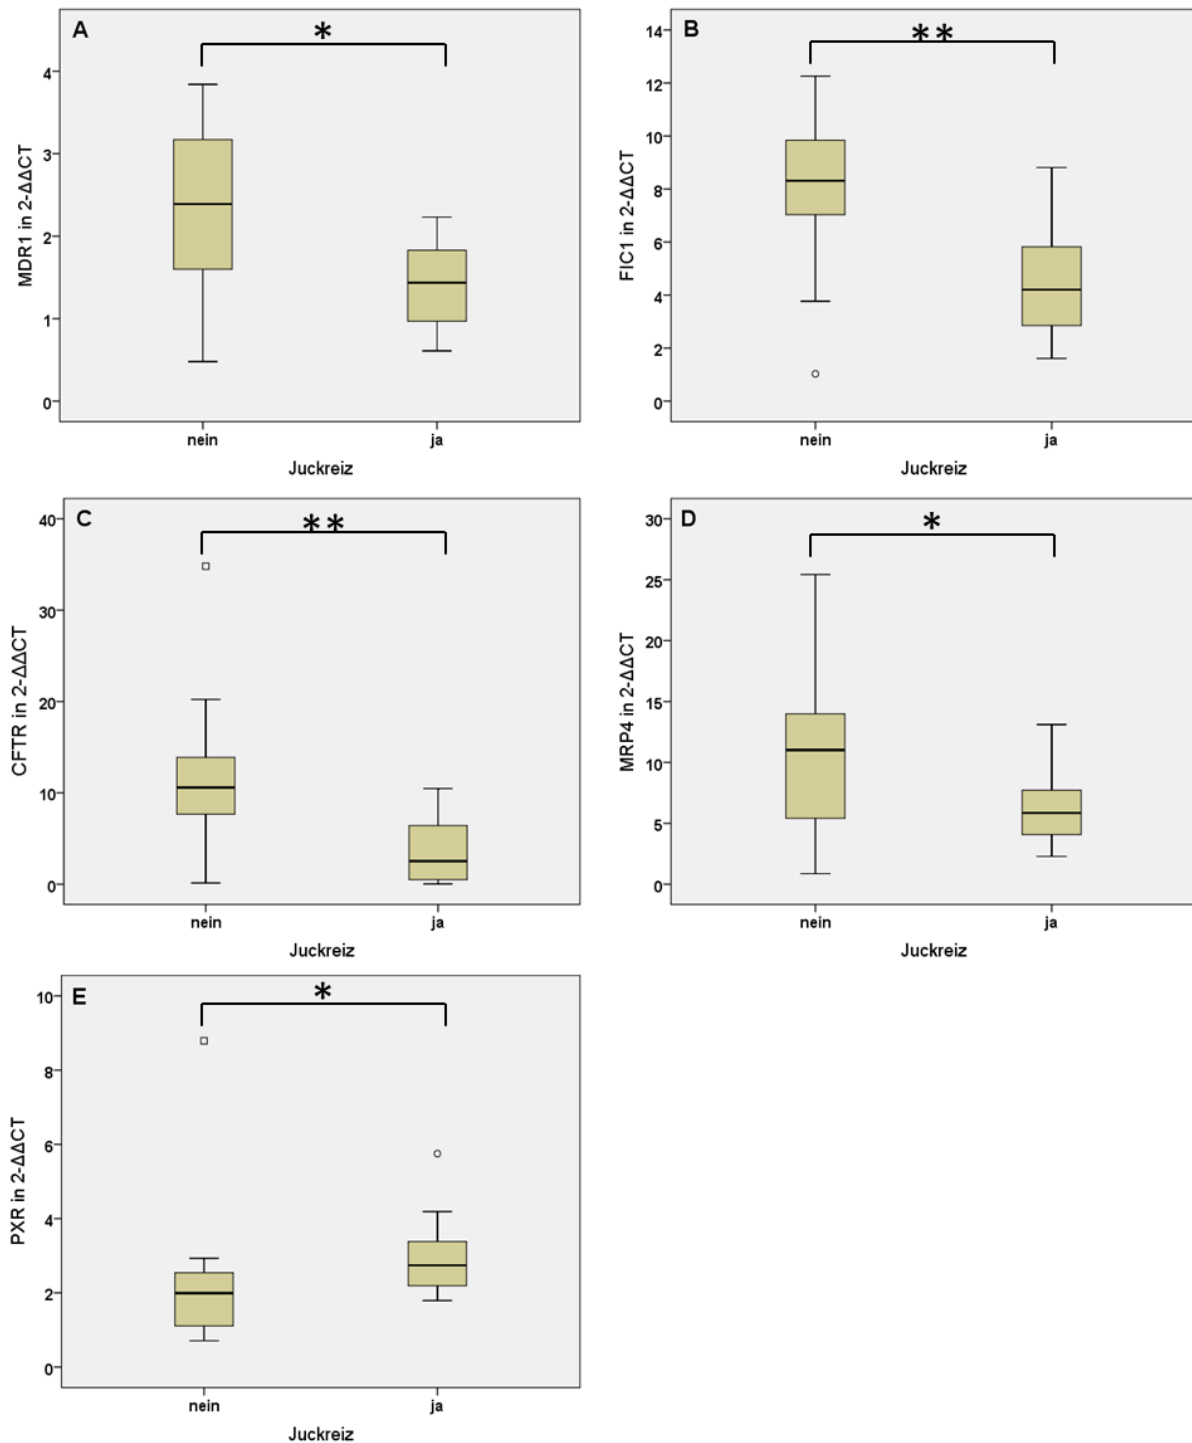 A
*
MDR1 in 2-ΔΔCT
4
3
2
1
0
nein
ja
Juckreiz
B
**
FIC1 in 2-ΔΔCT
14
12
10
8
6
4
2
0
nein
ja
Juckreiz
C
**
CFTR in 2-ΔΔCT
40
30
20
10
0
nein
ja
Juckreiz
D
*
MRP4 in 2-ΔΔCT
30
25
20
15
10
5
0
nein
ja
Juckreiz
E
*
PXR in 2-ΔΔCT
10
8
6
4
2
0
nein
ja
Juckreiz